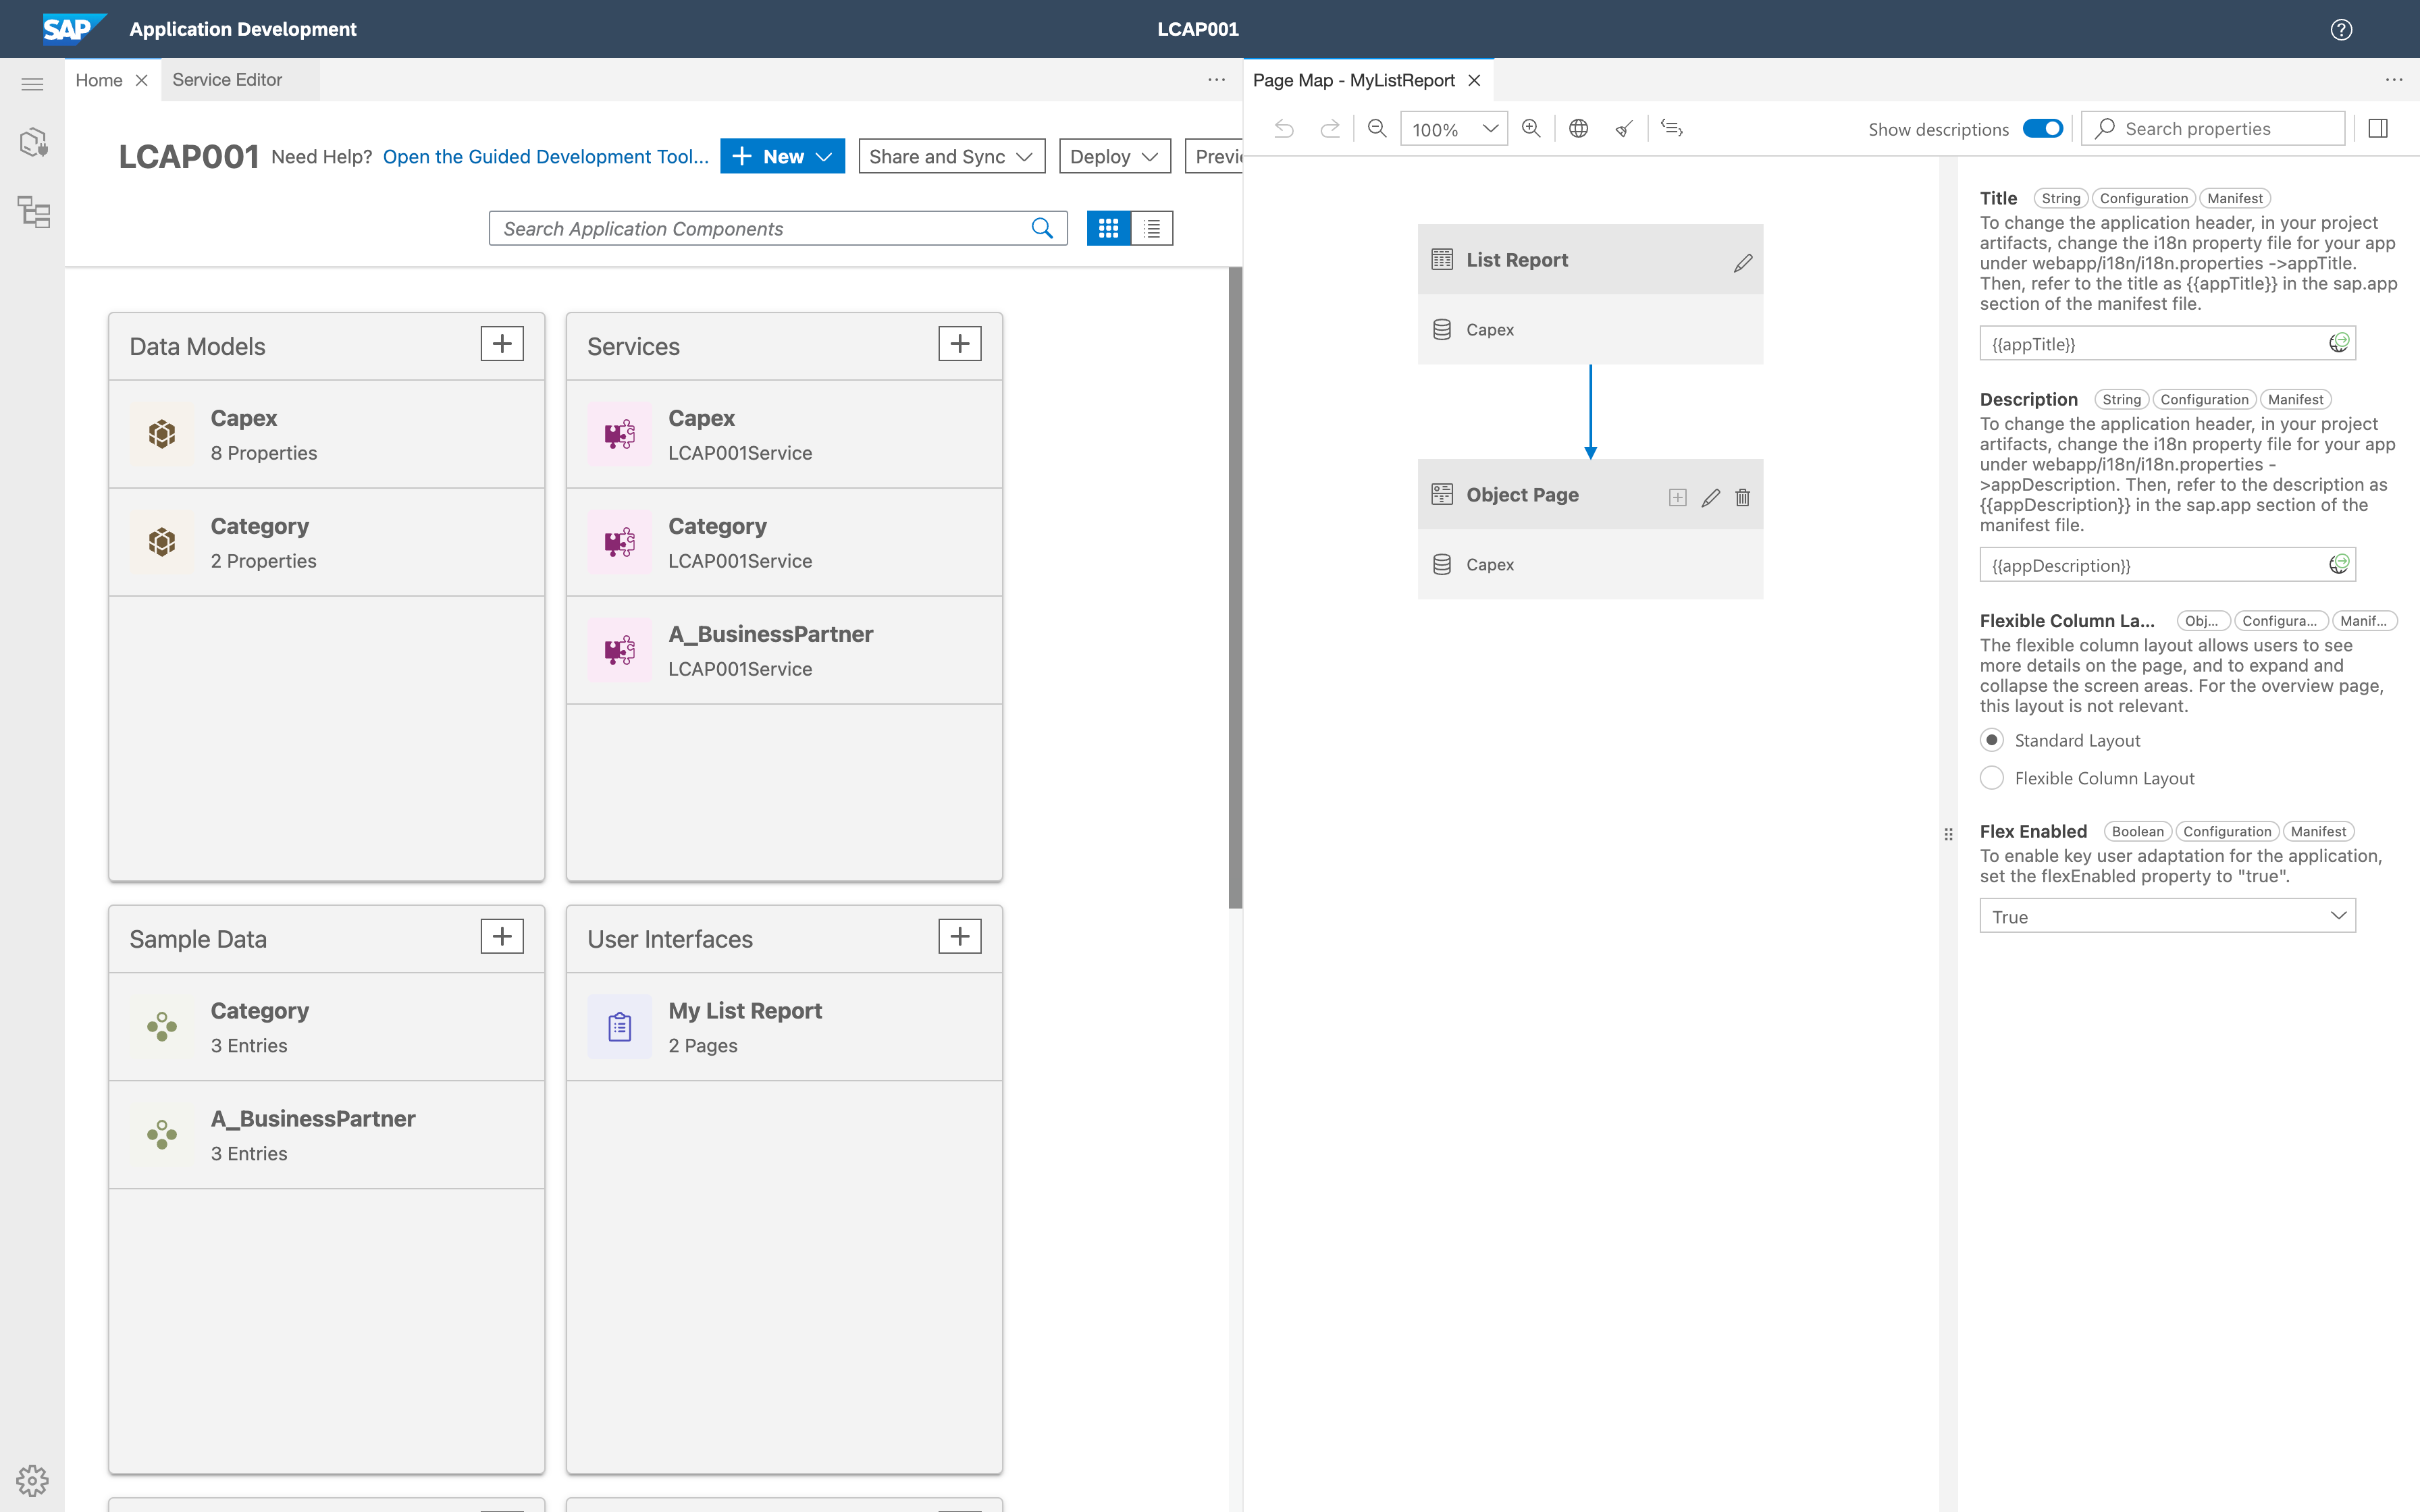 SAP Application Development
LCAP001
Home
Service Editor
Page Map - MyListReport
LCAP001 Need Help? Open the Guided Development Tool...
New
Share and Sync
Deploy
Previ
Search Application Components
100%
Show descriptions
Search properties
Data Models
Capex
8 Properties
Category
2 Properties
Services
Capex
LCAP001Service
Category
LCAP001Service
A_BusinessPartner
LCAP001Service
Sample Data
Category
3 Entries
A_BusinessPartner
3 Entries
User Interfaces
My List Report
2 Pages
List Report
Capex
Object Page
Capex
Title String Configuration Manifest
To change the application header, in your project
artifacts, change the i18n property file for your app
under webapp/i18n/i18n.properties ->appTitle.
Then, refer to the title as {{appTitle}} in the sap.app
section of the manifest file.
{{appTitle}}
Description String Configuration Manifest
To change the application header, in your project
artifacts, change the i18n property file for your app
under webapp/i18n/i18n.properties -
>appDescription. Then, refer to the description as
{{appDescription}} in the sap.app section of the
manifest file.
{{appDescription}}
Flexible Column La... Obj... Configura... Manif...
The flexible column layout allows users to see
more details on the page, and to expand and
collapse the screen areas. For the overview page,
this layout is not relevant.
Standard Layout
Flexible Column Layout
Flex Enabled Boolean Configuration Manifest
To enable key user adaptation for the application,
set the flexEnabled property to "true".
True